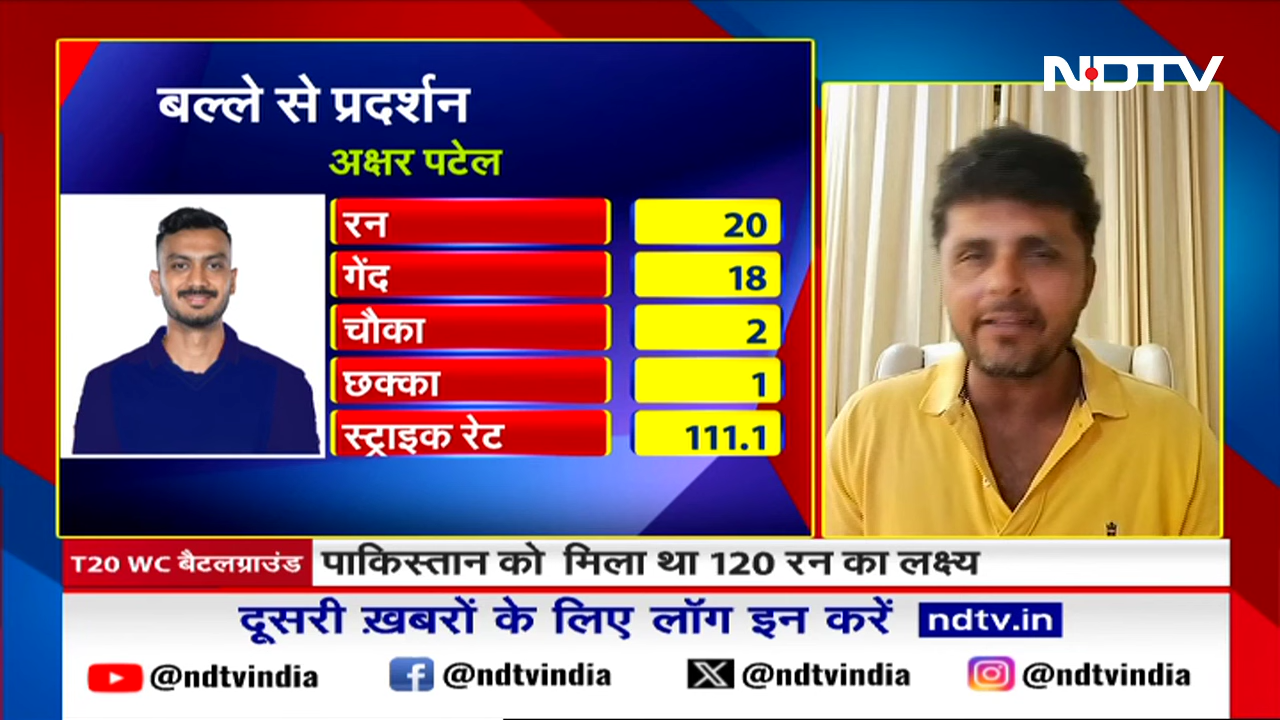 NDTV
बल्ले से प्रदर्शन
अक्षर पटेल
रन 20
गेंद 18
चौका 2
छक्का 1
स्ट्राइक रेट 111.1
T20 WC बैटलग्राउंड पाकिस्तान को मिला था 120 रन का लक्ष्य
दूसरी ख़बरों के लिए लॉग इन करें ndtv.in
@ndtvindia @ndtvindia @ndtvindia @ndtvindia